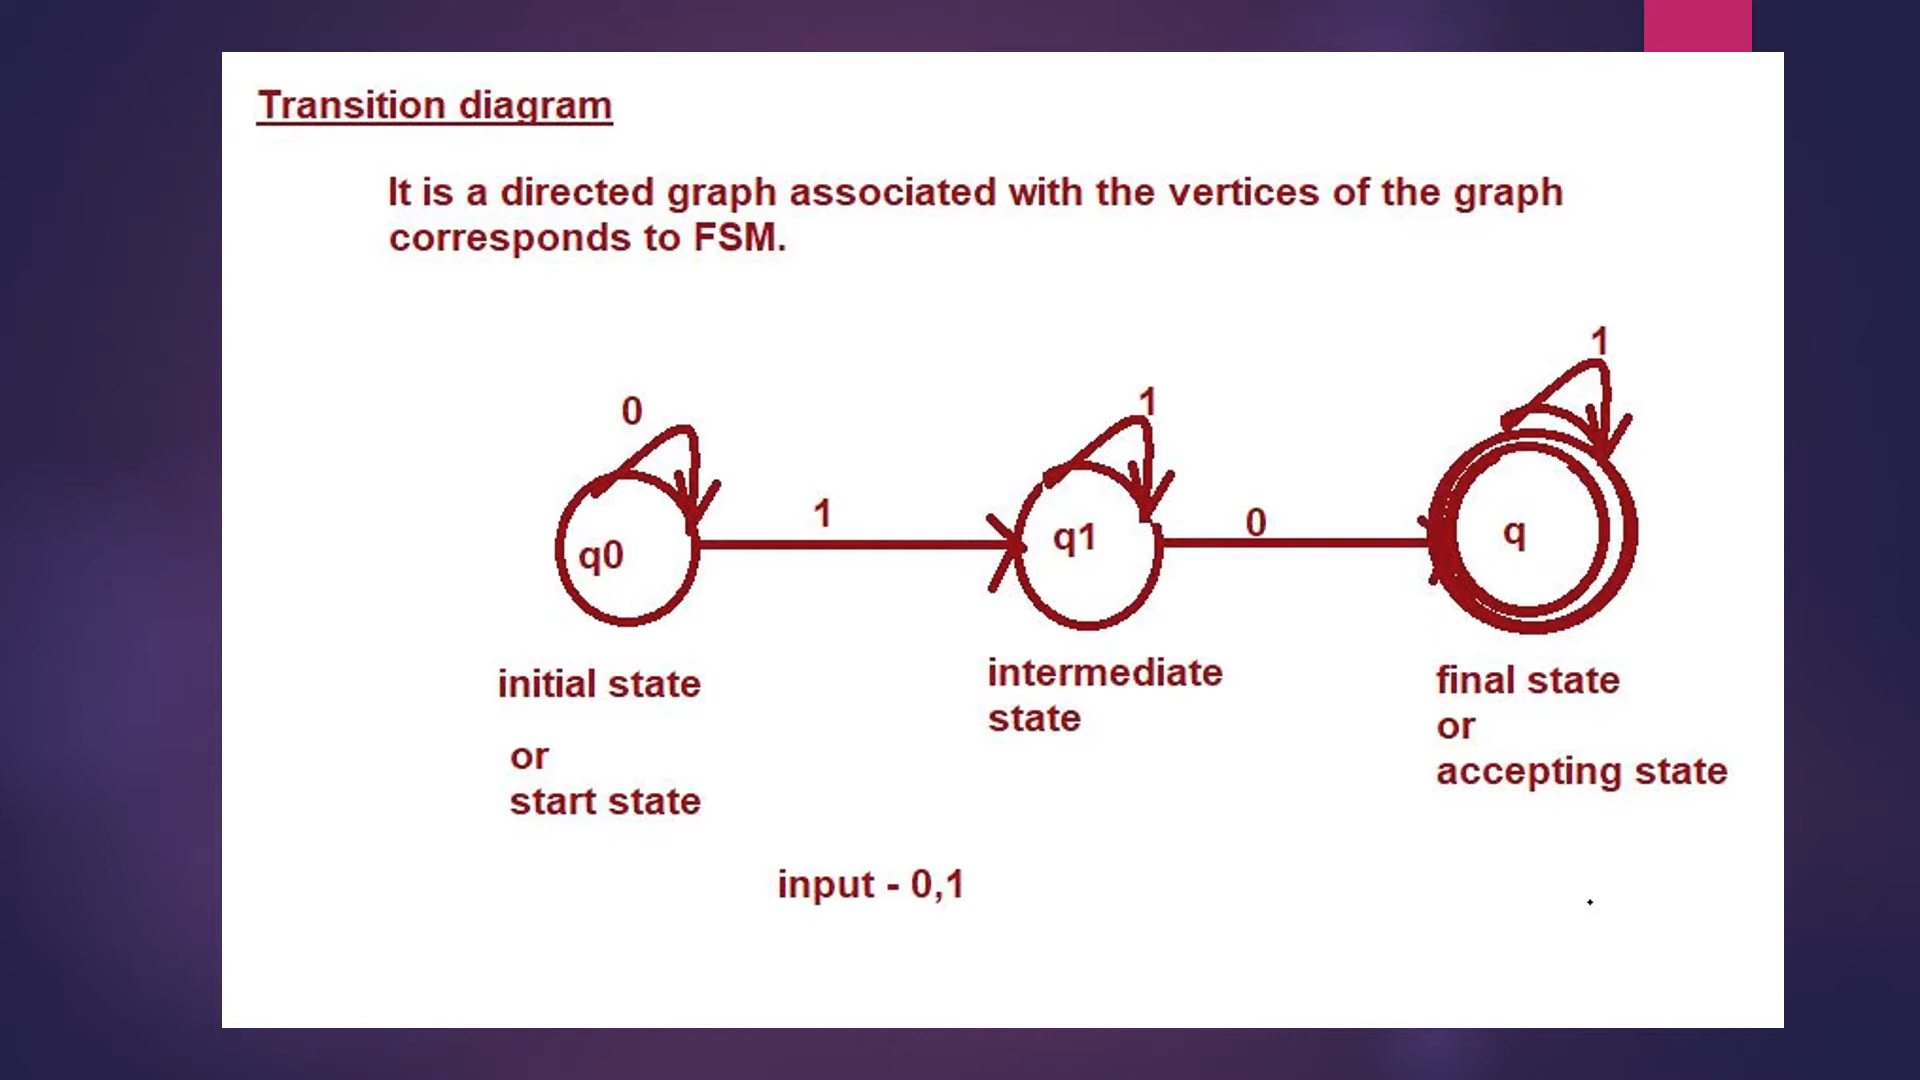 Transition diagram
It is a directed graph associated with the vertices of the graph
corresponds to FSM.
0
1
1
0
1
q0
q1
q
initial state
or
start state
intermediate
state
final state
or
accepting state
input - 0,1